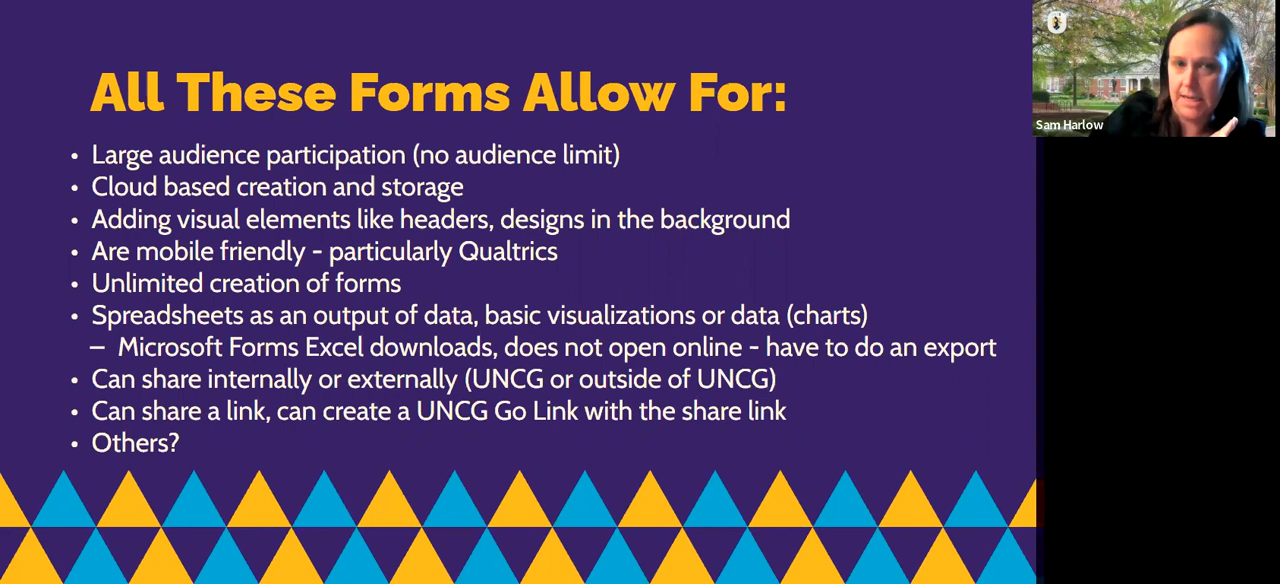 All These Forms Allow For:
• Large audience participation (no audience limit)
• Cloud based creation and storage
• Adding visual elements like headers, designs in the background
• Are mobile friendly - particularly Qualtrics
• Unlimited creation of forms
• Spreadsheets as an output of data, basic visualizations or data (charts)
– Microsoft Forms Excel downloads, does not open online - have to do an export
• Can share internally or externally (UNCG or outside of UNCG)
• Can share a link, can create a UNCG Go Link with the share link
• Others?
Sam Harlow